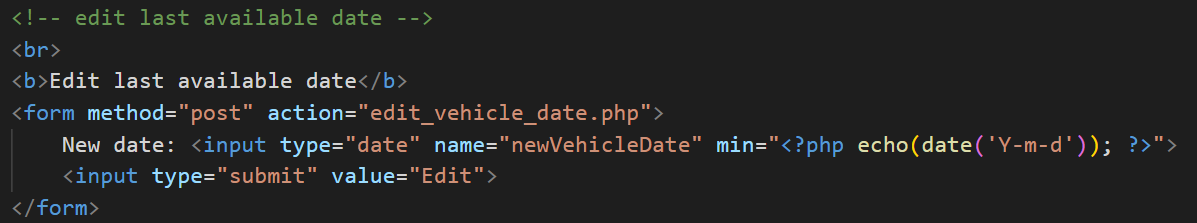 <!-- edit last available date -->
<br>
<b>Edit last available date</b>
<form method="post" action="edit_vehicle_date.php">
    New date: <input type="date" name="newVehicleDate" min="<?php echo(date('Y-m-d')); ?>">
    <input type="submit" value="Edit">
</form>